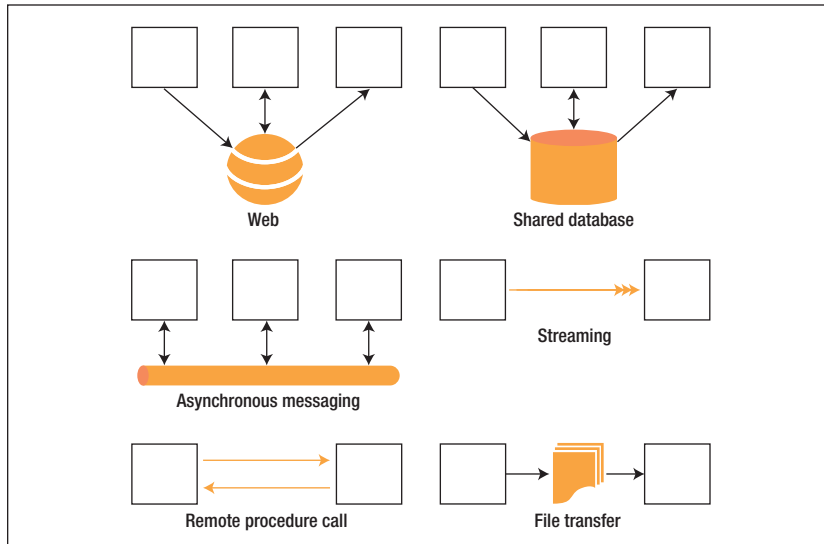 Web
Shared database
Asynchronous messaging
Streaming
Remote procedure call
File transfer